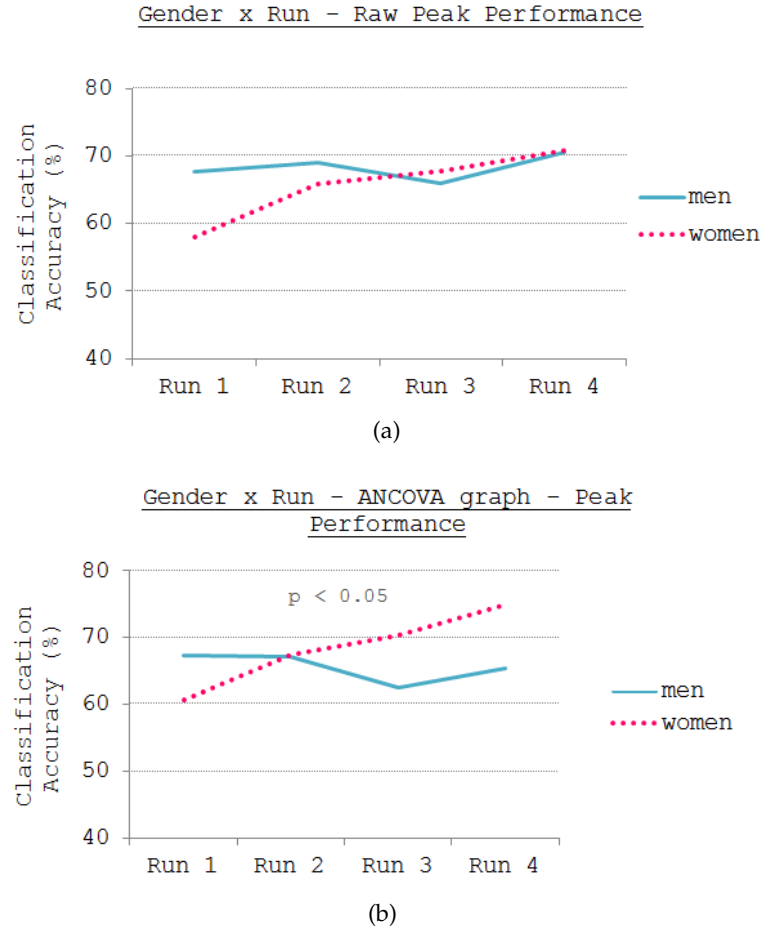 Gender x Run – Raw Peak Performance
Classification
Accuracy (%)
80
70
60
50
40
Run 1 Run 2 Run 3 Run 4
men
women
(a)
Gender x Run – ANCOVA graph – Peak
Performance
Classification
Accuracy (%)
80
70
60
50
40
p < 0.05
Run 1 Run 2 Run 3 Run 4
men
women
(b)